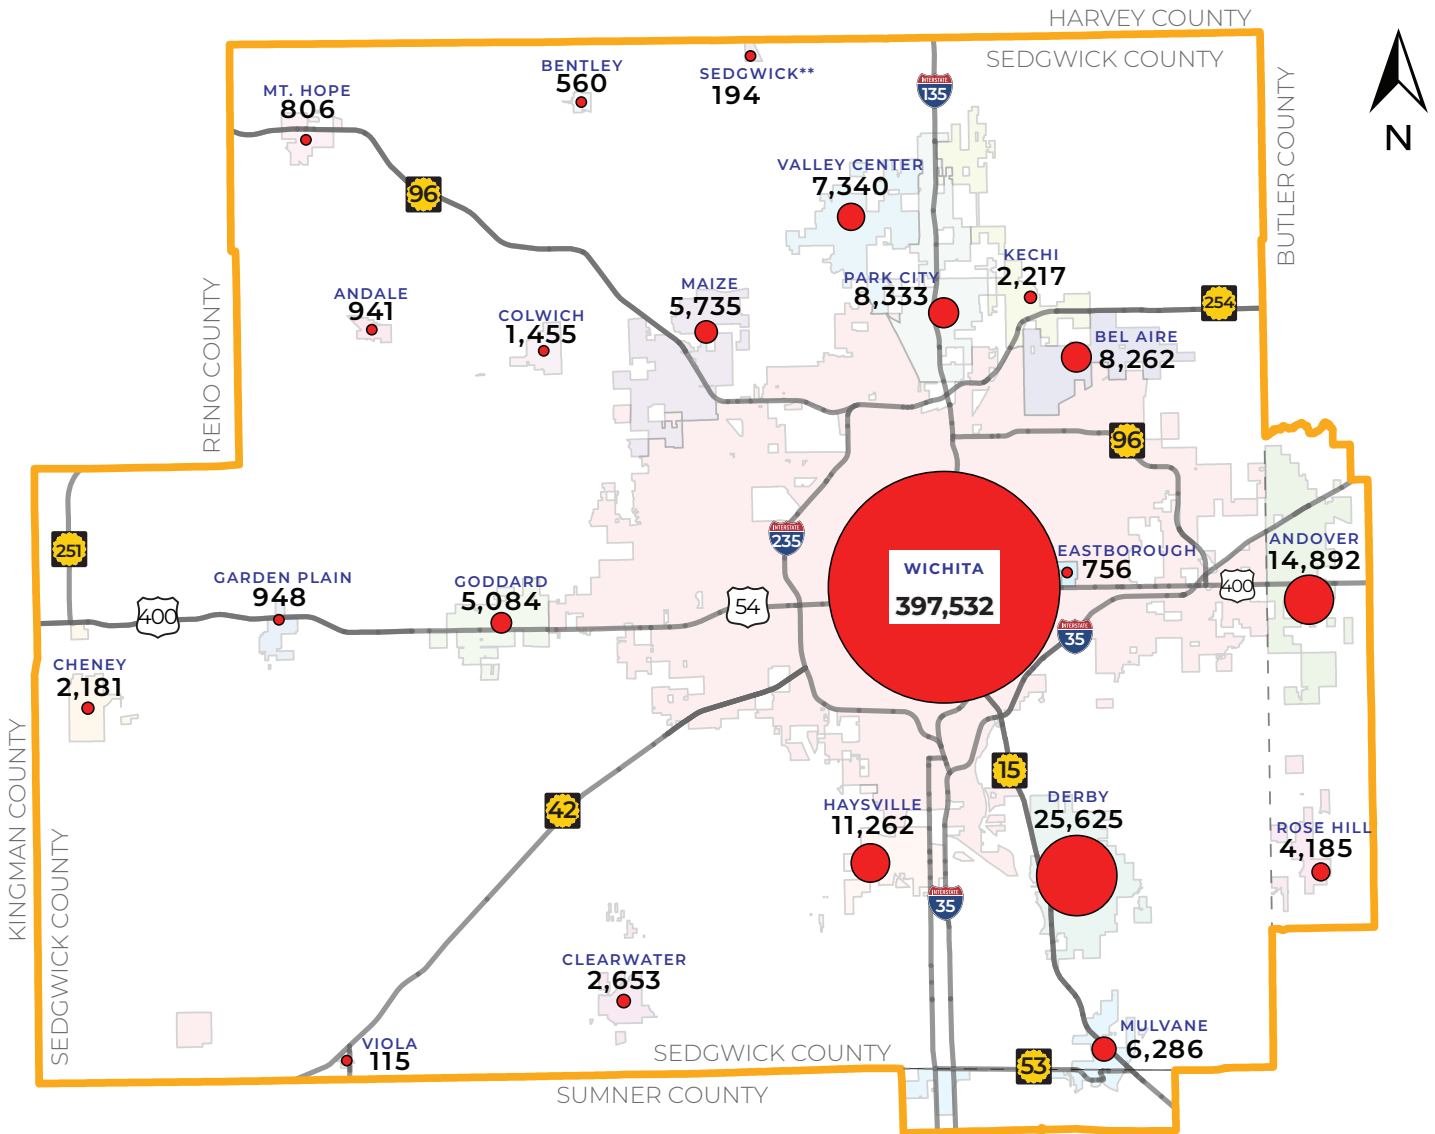 HARVEY COUNTY
SEDGWICK COUNTY
BENTLEY
560
SEDGWICK**
194
MT. HOPE
806
INTERSTATE
135
N
BUTLER COUNTY
VALLEY CENTER
7,340
96
KECHI
2,217
PARK CITY
8,333
MAIZE
5,735
ANDALE
941
COLWICH
1,455
254
BEL AIRE
8,262
RENO COUNTY
96
INTERSTATE
235
251
WICHITA
397,532
EASTBOROUGH
756
ANDOVER
14,892
400
GARDEN PLAIN
948
GODDARD
5,084
54
400
INTERSTATE
35
CHENEY
2,181
KINGMAN COUNTY
SEDGWICK COUNTY
42
15
HAYSVILLE
11,262
DERBY
25,625
ROSE HILL
4,185
INTERSTATE
35
CLEARWATER
2,653
VIOLA
115
SEDGWICK COUNTY
SUMNER COUNTY
MULVANE
6,286
53